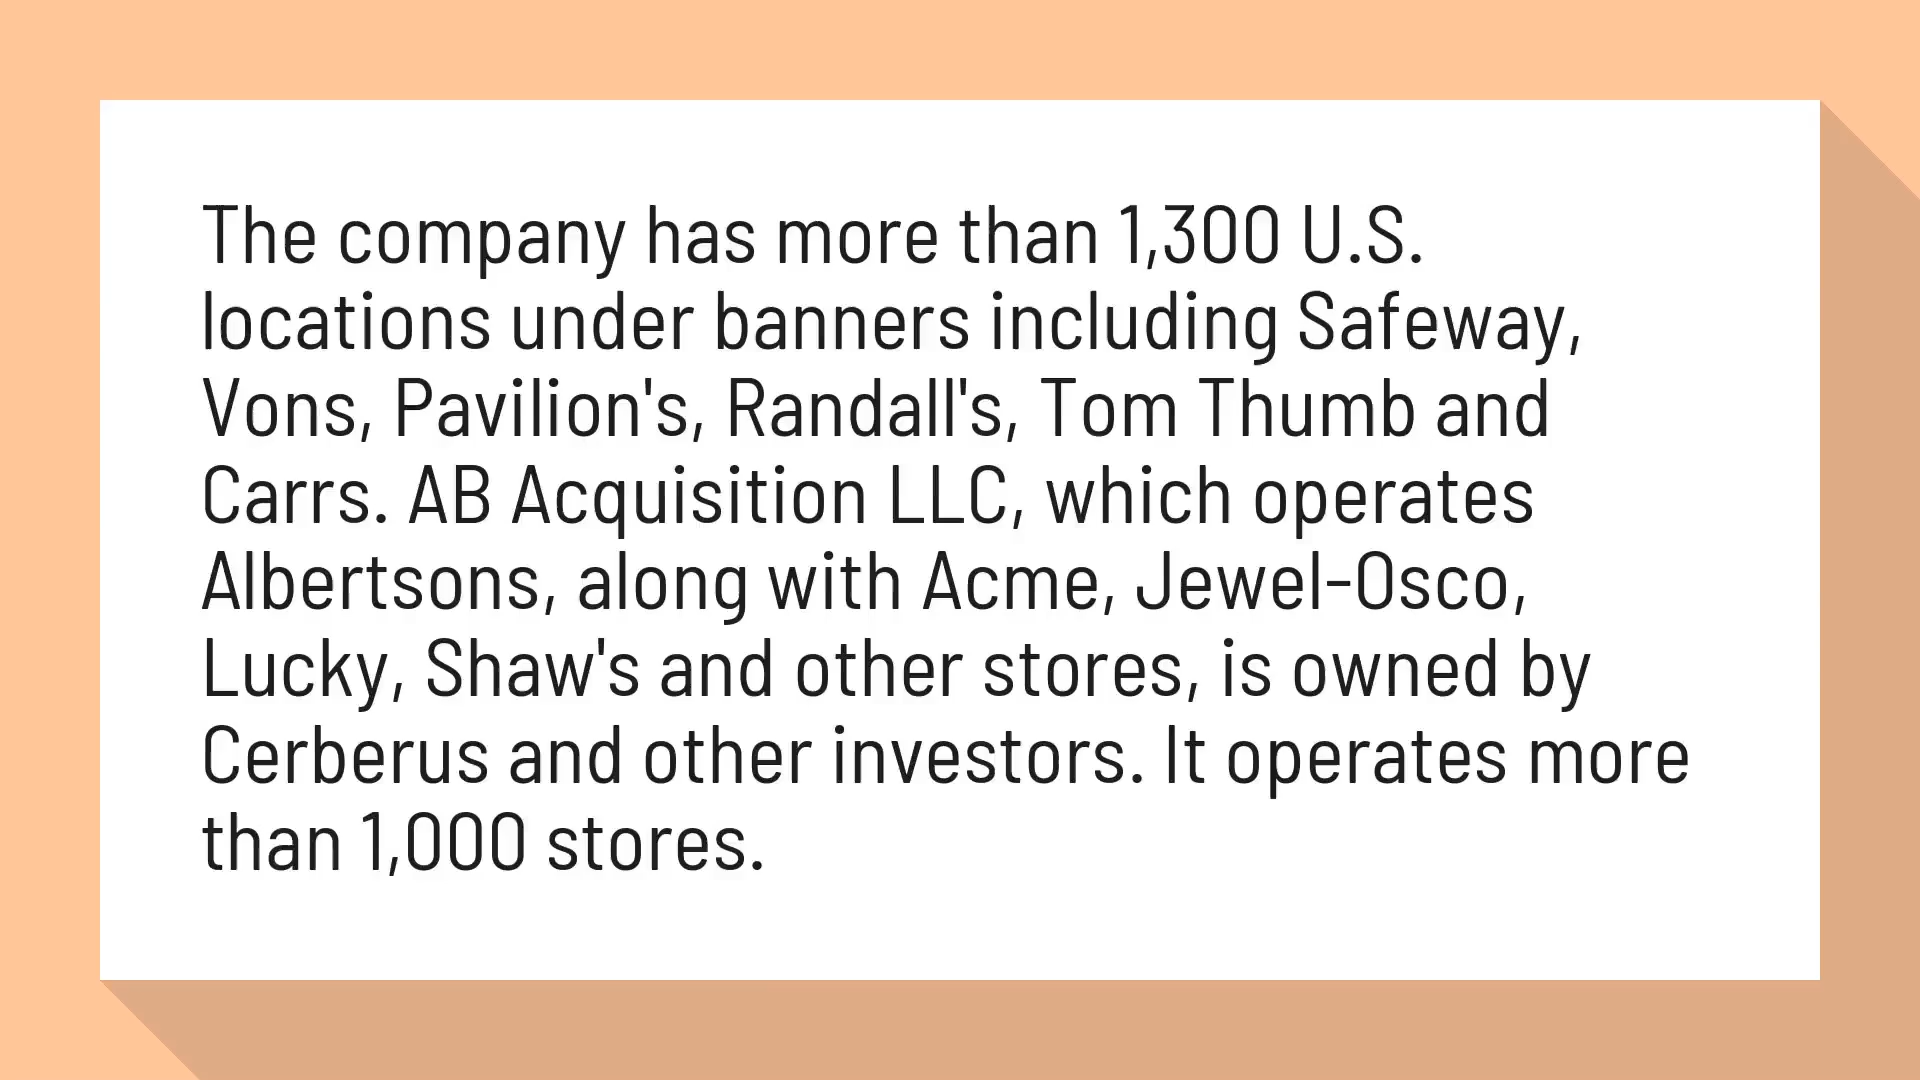 The company has more than 1,300 U.S.
locations under banners including Safeway,
Vons, Pavilion's, Randall's, Tom Thumb and
Carrs. AB Acquisition LLC, which operates
Albertsons, along with Acme, Jewel-Osco,
Lucky, Shaw's and other stores, is owned by
Cerberus and other investors. It operates more
than 1,000 stores.